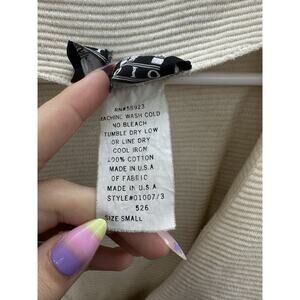 RN#58923
MACHINE WASH COLD
NO BLEACH
TUMBLE DRY LOW
OR LINE DRY
COOL IRON
100% COTTON
MADE IN U.S.A
OF FABRIC
MADE IN U.S.A
STYLE#01007/3
526
SIZE SMALL